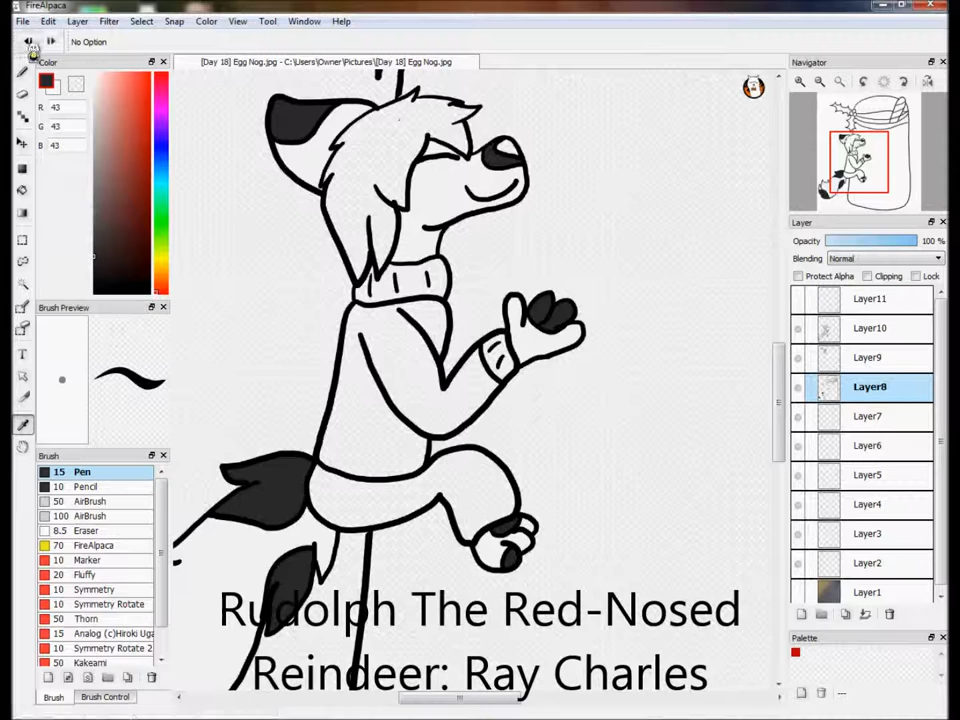 FireAlpaca
File Edit Layer Filter Select Snap Color View Tool Window Help
No Option
Color
[Day 18] Egg Nog.jpg - C:\Users\Owner\Pictures\[Day 18] Egg Nog.jpg
Navigator
R 43
G 43
B 43
Layer
Opacity 100 %
Blending Normal
Protect Alpha Clipping Lock
Layer11
Layer10
Layer9
Layer8
Layer7
Layer6
Layer5
Layer4
Layer3
Layer2
Layer1
Brush Preview
Brush
15 Pen
10 Pencil
50 AirBrush
100 AirBrush
8.5 Eraser
70 FireAlpaca
10 Marker
20 Fluffy
10 Symmetry
10 Symmetry Rotate
50 Thorn
15 Analog (c)Hiroki Uga
10 Symmetry Rotate 2
50 Kakeami
Brush Brush Control
Palette
---
Rudolph The Red-Nosed
Reindeer: Ray Charles